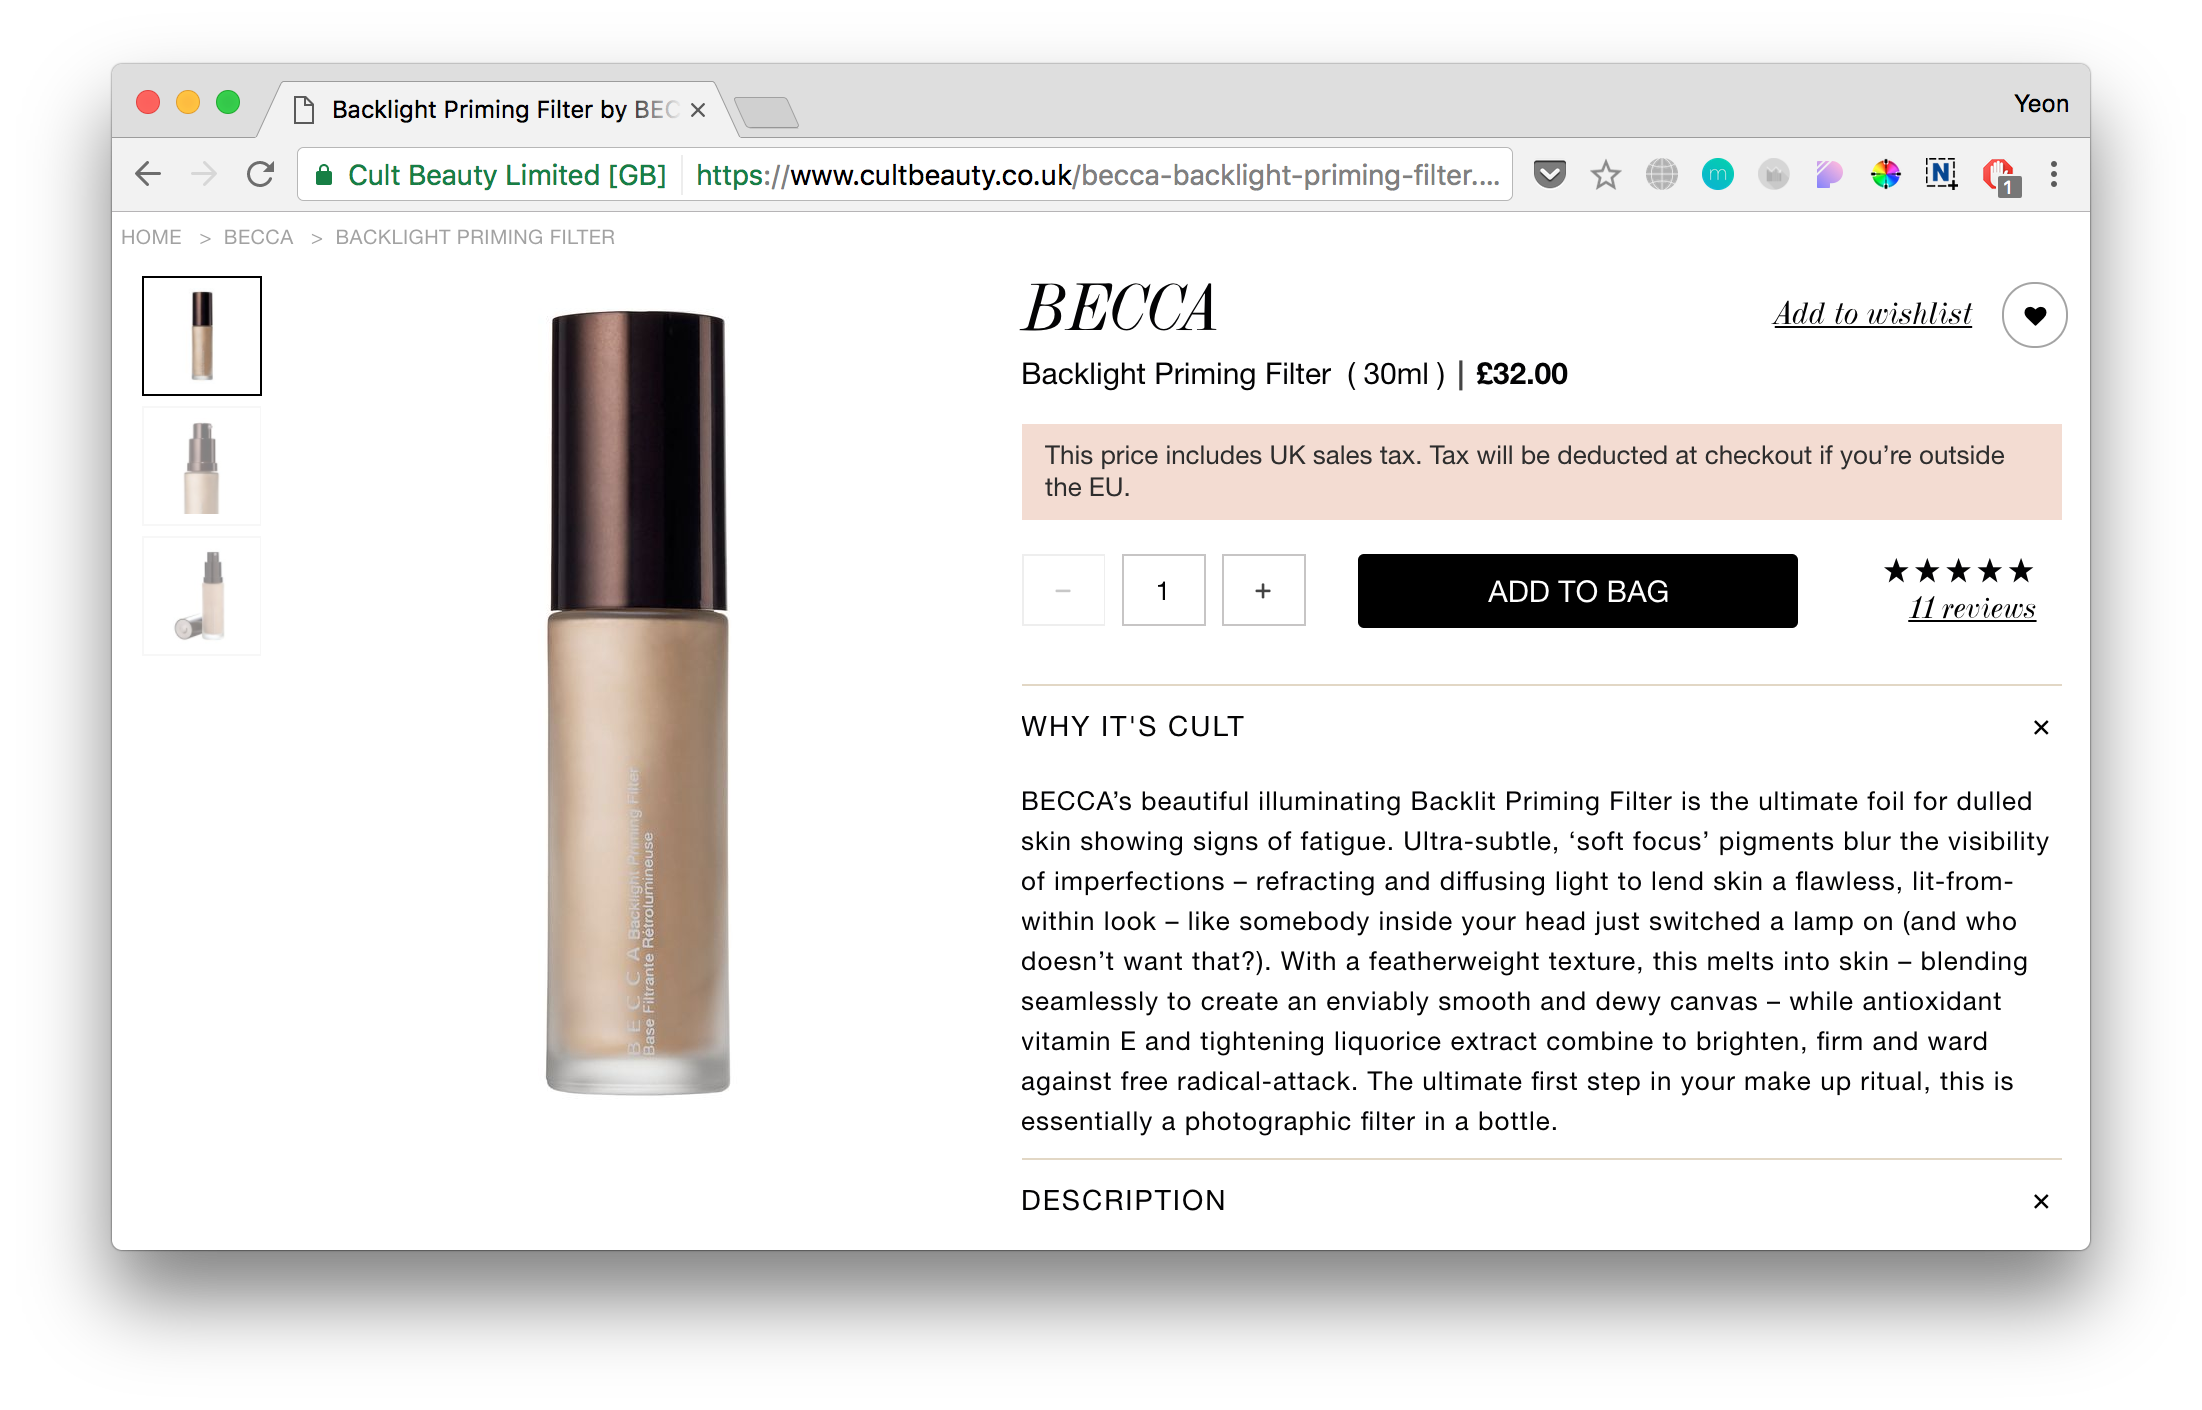 Backlight Priming Filter by BEC
Yeon
Cult Beauty Limited [GB]
https://www.cultbeauty.co.uk/becca-backlight-priming-filter....
m
N
1
HOME > BECCA > BACKLIGHT PRIMING FILTER
BECCA Backlight Priming Filter
Base Filtrante Rétrolumineuse
BECCA
Add to wishlist
Backlight Priming Filter ( 30ml ) | £32.00
This price includes UK sales tax. Tax will be deducted at checkout if you’re outside
the EU.
− 1 +
ADD TO BAG
★★★★★
11 reviews
WHY IT'S CULT
BECCA’s beautiful illuminating Backlit Priming Filter is the ultimate foil for dulled
skin showing signs of fatigue. Ultra-subtle, ‘soft focus’ pigments blur the visibility
of imperfections – refracting and diffusing light to lend skin a flawless, lit-from-
within look – like somebody inside your head just switched a lamp on (and who
doesn’t want that?). With a featherweight texture, this melts into skin – blending
seamlessly to create an enviably smooth and dewy canvas – while antioxidant
vitamin E and tightening liquorice extract combine to brighten, firm and ward
against free radical-attack. The ultimate first step in your make up ritual, this is
essentially a photographic filter in a bottle.
DESCRIPTION